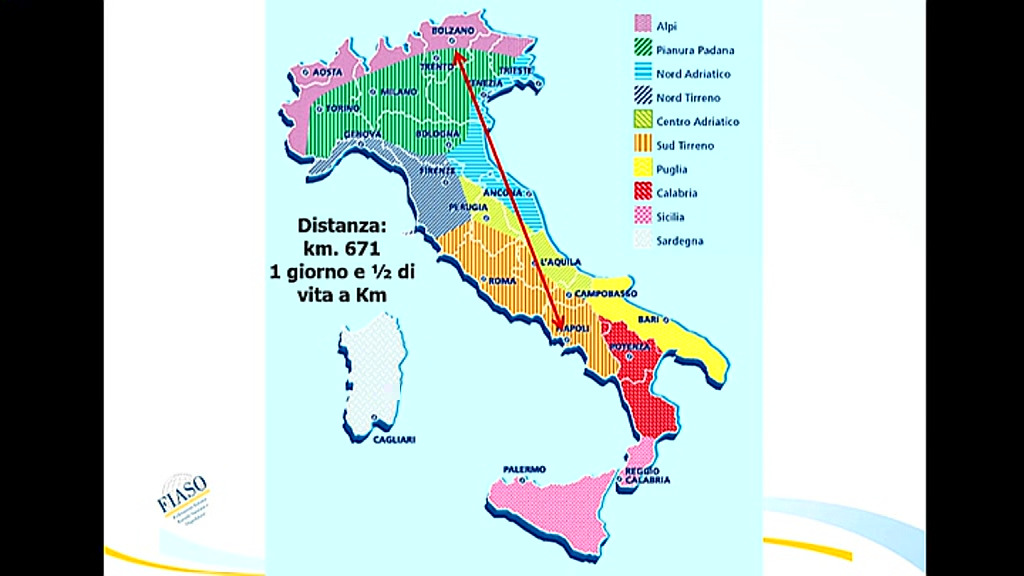 BOLZANO
TRENTO
TRIESTE
AOSTA
VENEZIA
MILANO
TORINO
GENOVA
BOLOGNA
FIRENZE
ANCONA
PERUGIA
L'AQUILA
ROMA
CAMPOBASSO
NAPOLI
BARI
POTENZA
CAGLIARI
PALERMO
REGGIO
CALABRIA
Alpi
Pianura Padana
Nord Adriatico
Nord Tirreno
Centro Adriatico
Sud Tirreno
Puglia
Calabria
Sicilia
Sardegna
Distanza:
km. 671
1 giorno e ½ di
vita a Km
FIASO